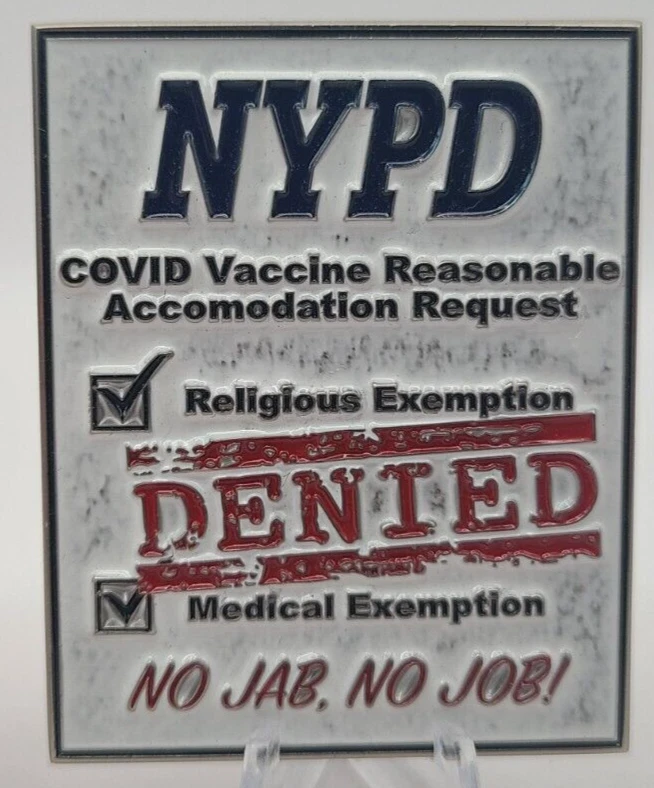 NYPD
COVID Vaccine Reasonable
Accomodation Request
Religious Exemption
DENIED
Medical Exemption
NO JAB, NO JOB!